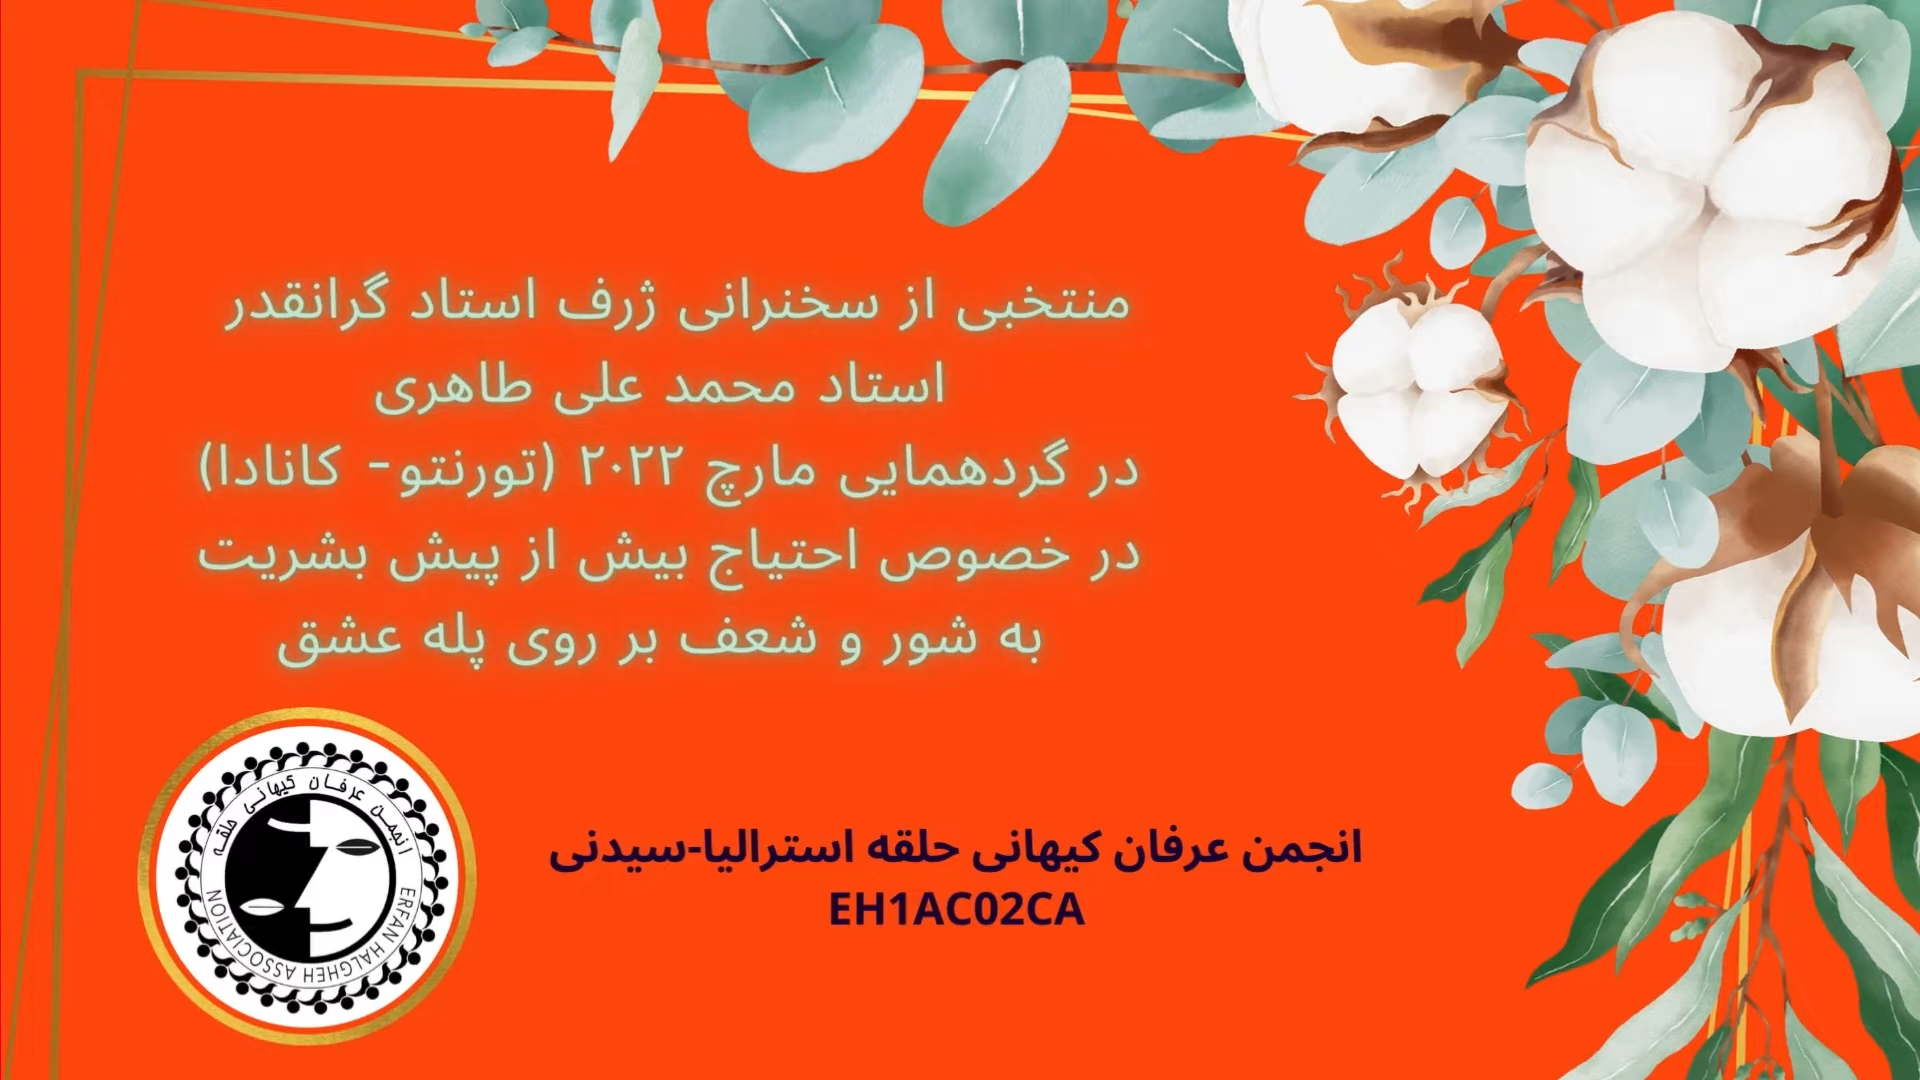 منتخبی از سخنرانی ژرف استاد گرانقدر
استاد محمد علی طاهری
در گردهمایی مارچ ۲۰۲۲ (تورنتو- کانادا)
در خصوص احتیاج بیش از پیش بشریت
به شور و شعف بر روی پله عشق
انجمن عرفان کیهانی حلقه
ERFAN HALGHEH ASSOCIATION
انجمن عرفان کیهانی حلقه استرالیا-سیدنی
EH1AC02CA